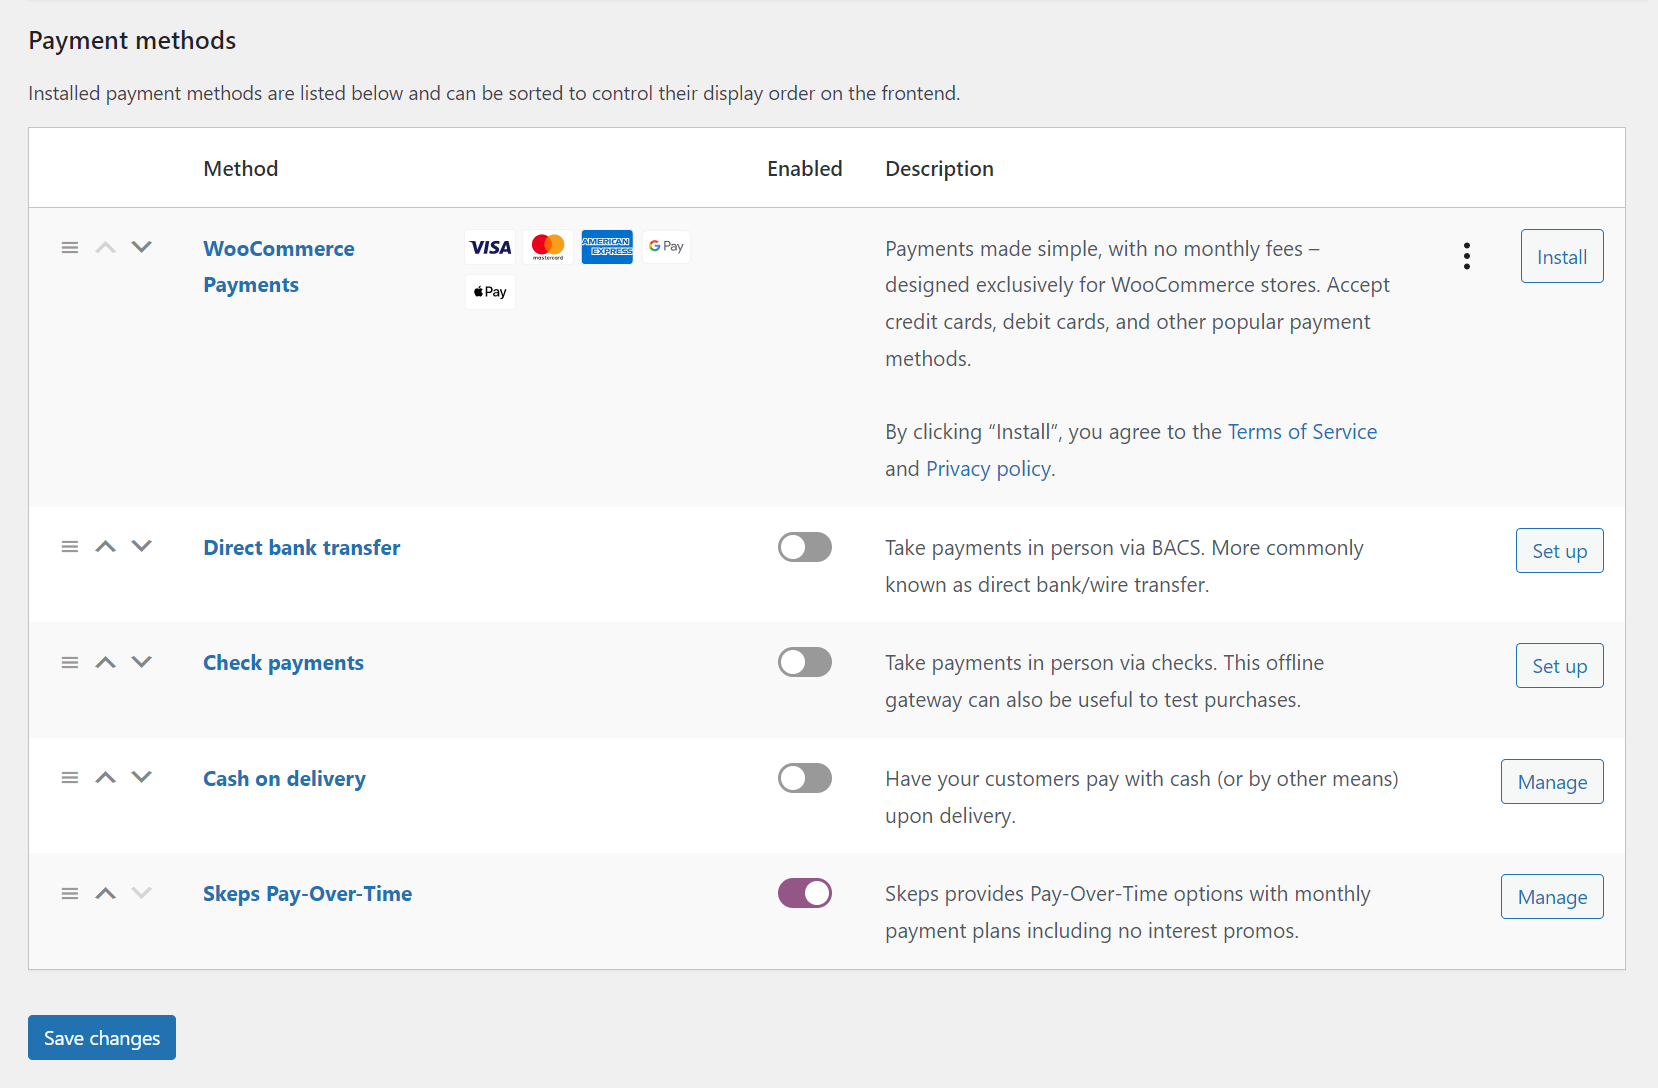 Payment methods
Installed payment methods are listed below and can be sorted to control their display order on the frontend.
Method Enabled Description
WooCommerce
Payments
VISA mastercard AMERICAN EXPRESS G Pay
Pay
Payments made simple, with no monthly fees –
designed exclusively for WooCommerce stores. Accept
credit cards, debit cards, and other popular payment
methods.
By clicking “Install”, you agree to the Terms of Service
and Privacy policy.
Install
Direct bank transfer
Take payments in person via BACS. More commonly
known as direct bank/wire transfer.
Set up
Check payments
Take payments in person via checks. This offline
gateway can also be useful to test purchases.
Set up
Cash on delivery
Have your customers pay with cash (or by other means)
upon delivery.
Manage
Skeps Pay-Over-Time
Skeps provides Pay-Over-Time options with monthly
payment plans including no interest promos.
Manage
Save changes